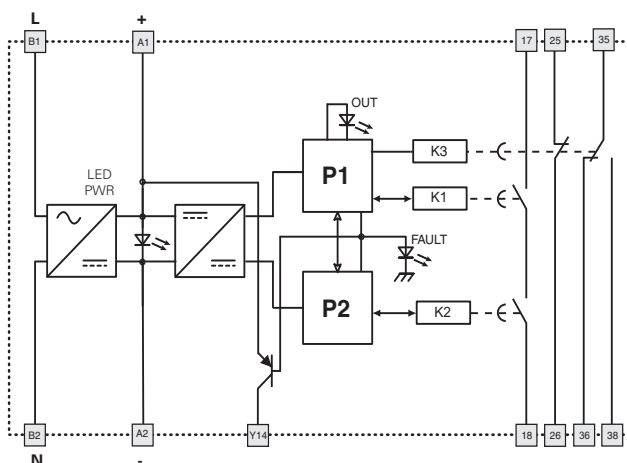 L
+
B1
A1
17
25
35
OUT
LED
PWR
P1
K3
K1
FAULT
P2
K2
B2
A2
Y14
18
26
36
38
N
-